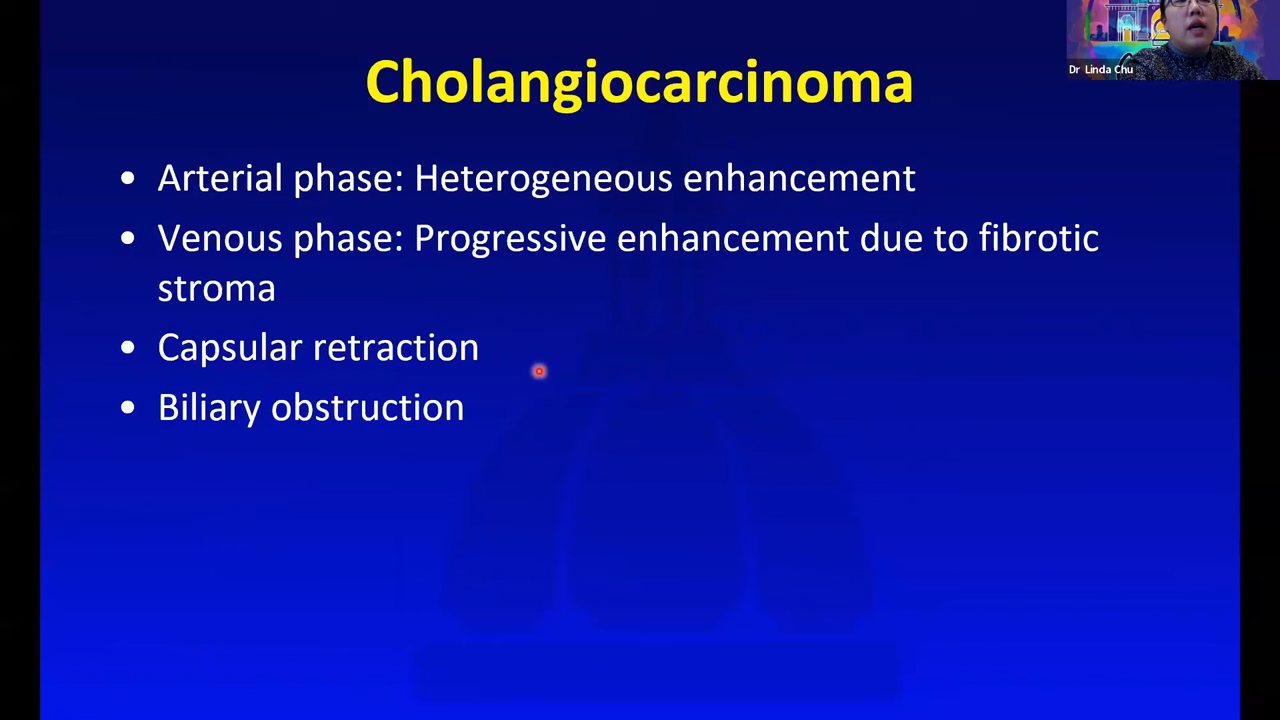 Dr Linda Chu
Cholangiocarcinoma
• Arterial phase: Heterogeneous enhancement
• Venous phase: Progressive enhancement due to fibrotic
stroma
• Capsular retraction
• Biliary obstruction